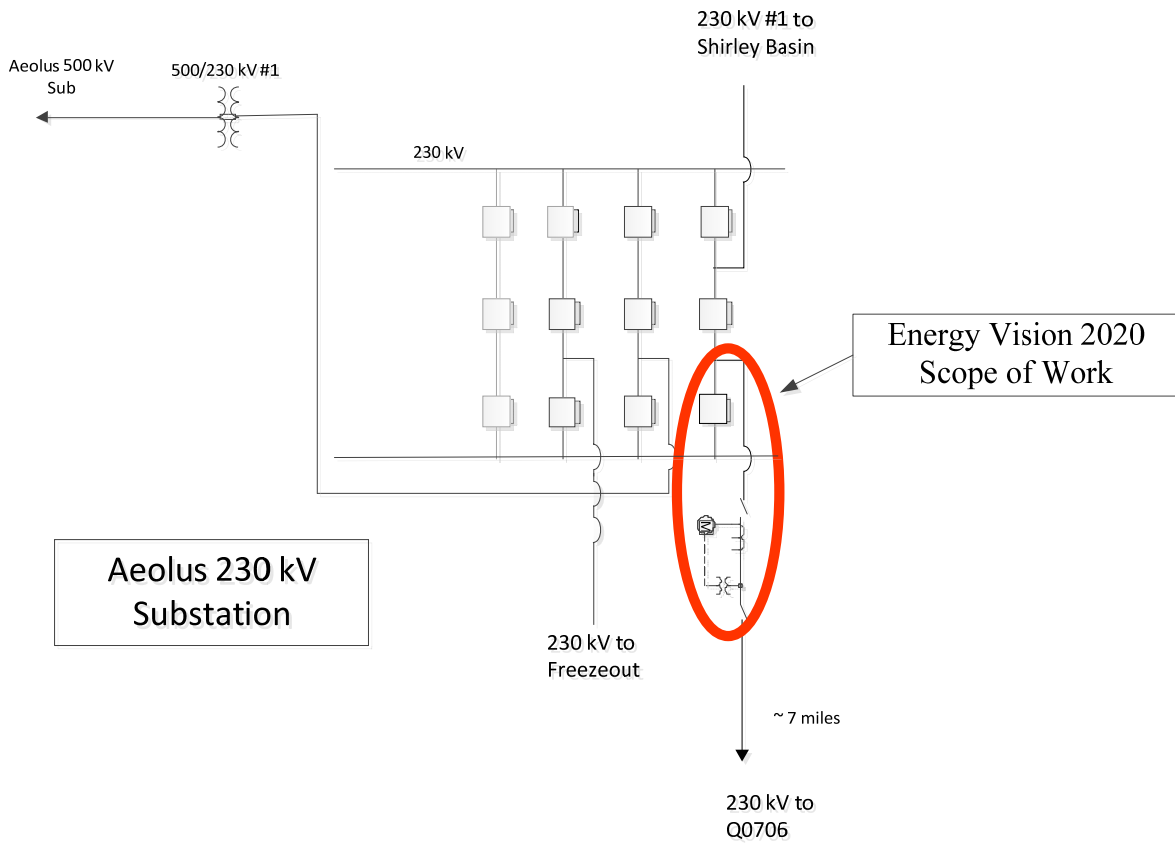 230 kV #1 to
Shirley Basin
Aeolus 500 kV
Sub
500/230 kV #1
230 kV
Energy Vision 2020
Scope of Work
M
Aeolus 230 kV
Substation
230 kV to
Freezeout
~ 7 miles
230 kV to
Q0706